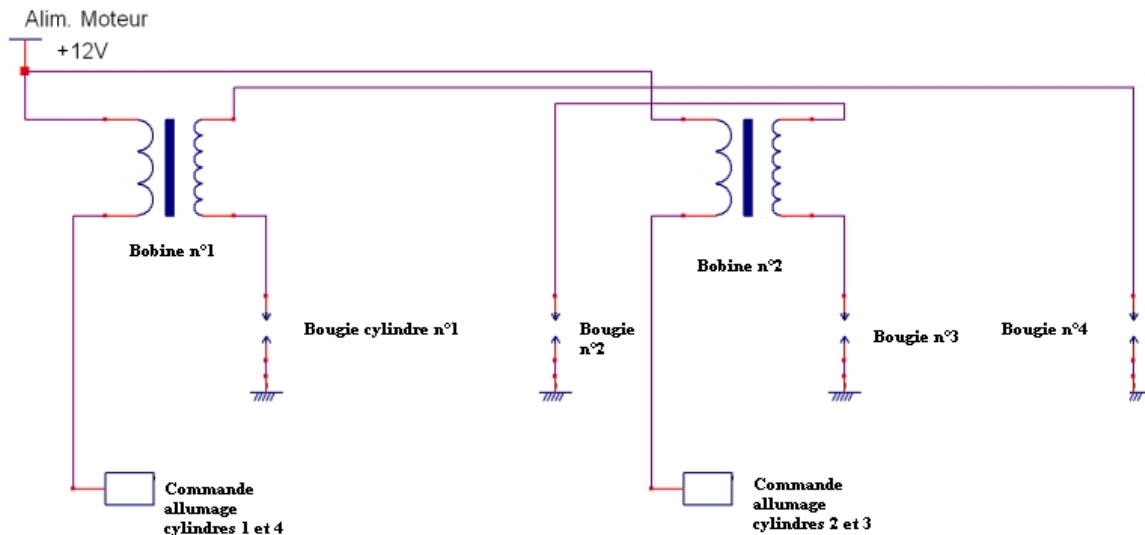 Alim. Moteur
+12V
Bobine n°1
Bobine n°2
Bougie cylindre n°1
Bougie
n°2
Bougie n°3
Bougie n°4
Commande
allumage
cylindres 1 et 4
Commande
allumage
cylindres 2 et 3